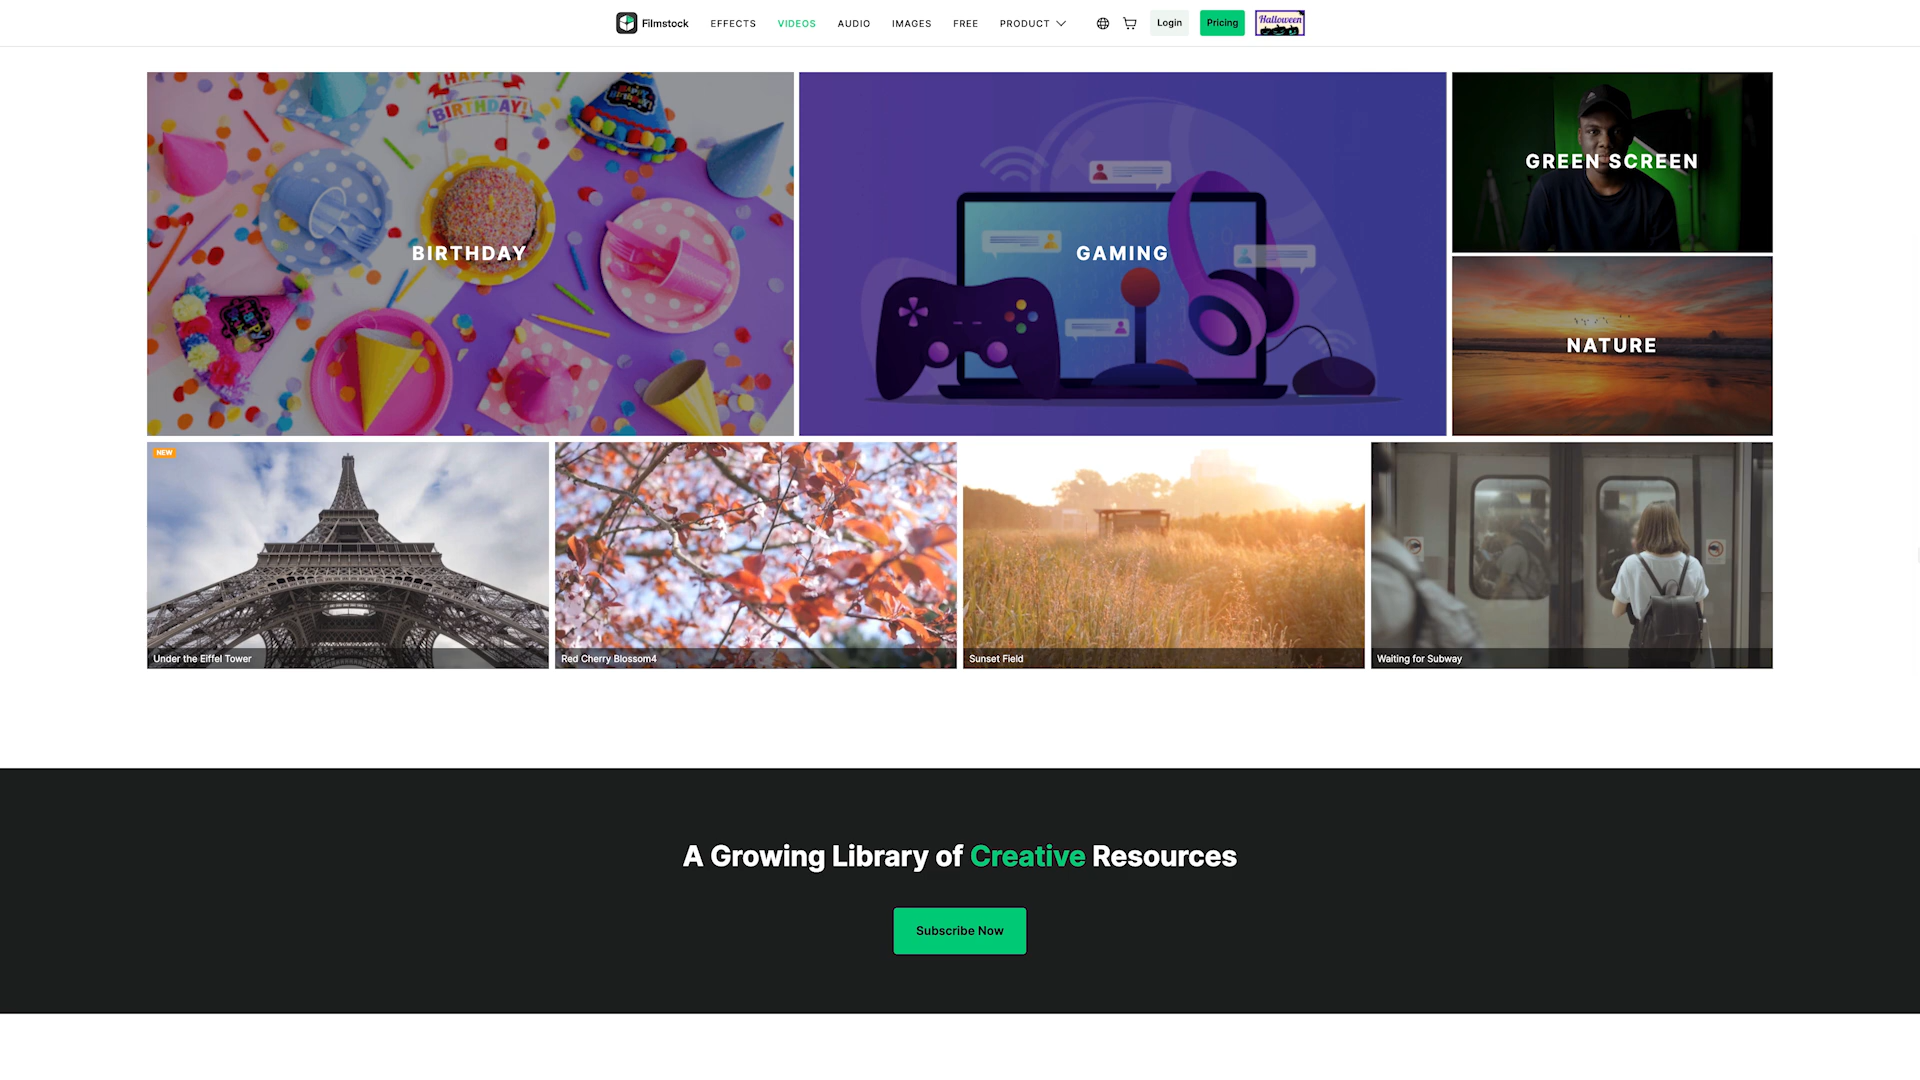 Filmstock
EFFECTS
VIDEOS
AUDIO
IMAGES
FREE
PRODUCT
Login
Pricing
Halloween
HAPPY
BIRTHDAY!
BIRTHDAY
GAMING
GREEN SCREEN
NATURE
NEW
Under the Eiffel Tower
Red Cherry Blossom4
Sunset Field
Waiting for Subway
A Growing Library of Creative Resources
Subscribe Now